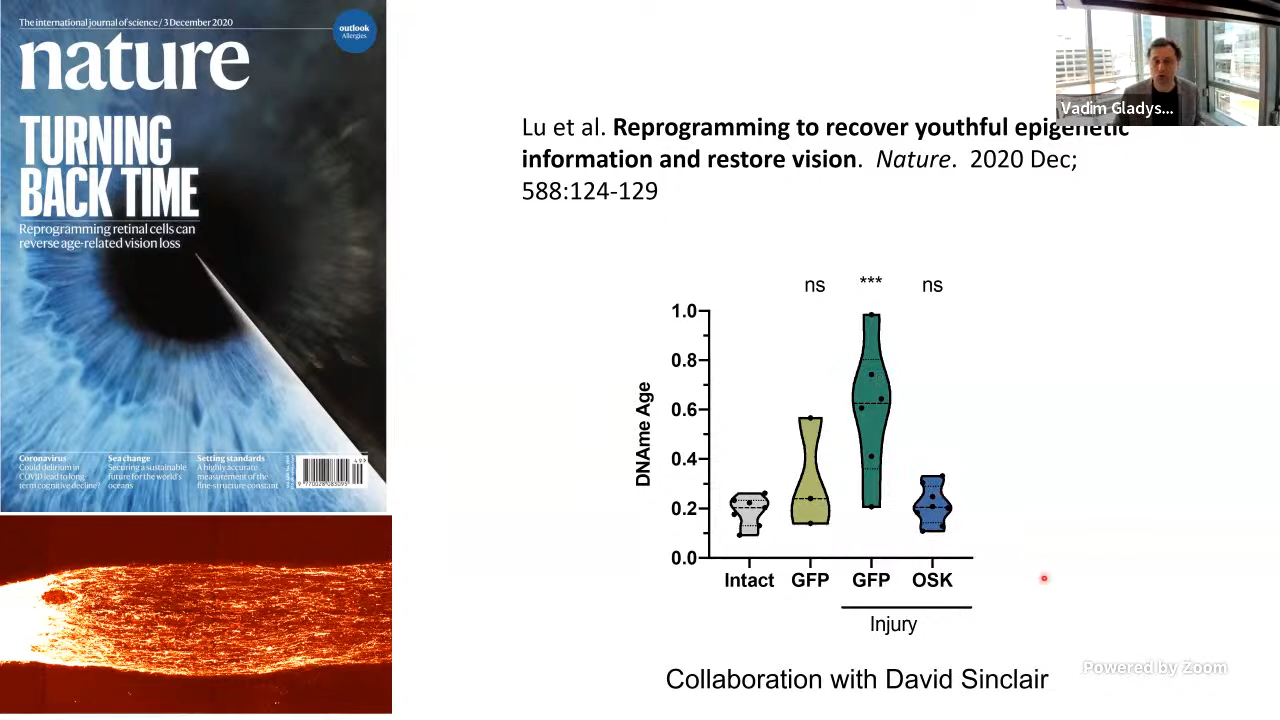 The international journal of science / 3 December 2020
outlook
Allergies
nature
TURNING
BACK TIME
Reprogramming retinal cells can
reverse age-related vision loss
Coronavirus
Could delirium in
COVID lead to long-
term cognitive decline?
Sea change
Securing a sustainable
future for the world's
oceans
Setting standards
A highly accurate
measurement of the
fine-structure constant
Vadim Gladys...
Lu et al. Reprogramming to recover youthful epigenetic
information and restore vision. Nature. 2020 Dec;
588:124-129
ns *** ns
DNAme Age
1.0
0.8
0.6
0.4
0.2
0.0
Intact GFP GFP OSK
Injury
Collaboration with David Sinclair
Powered by Zoom